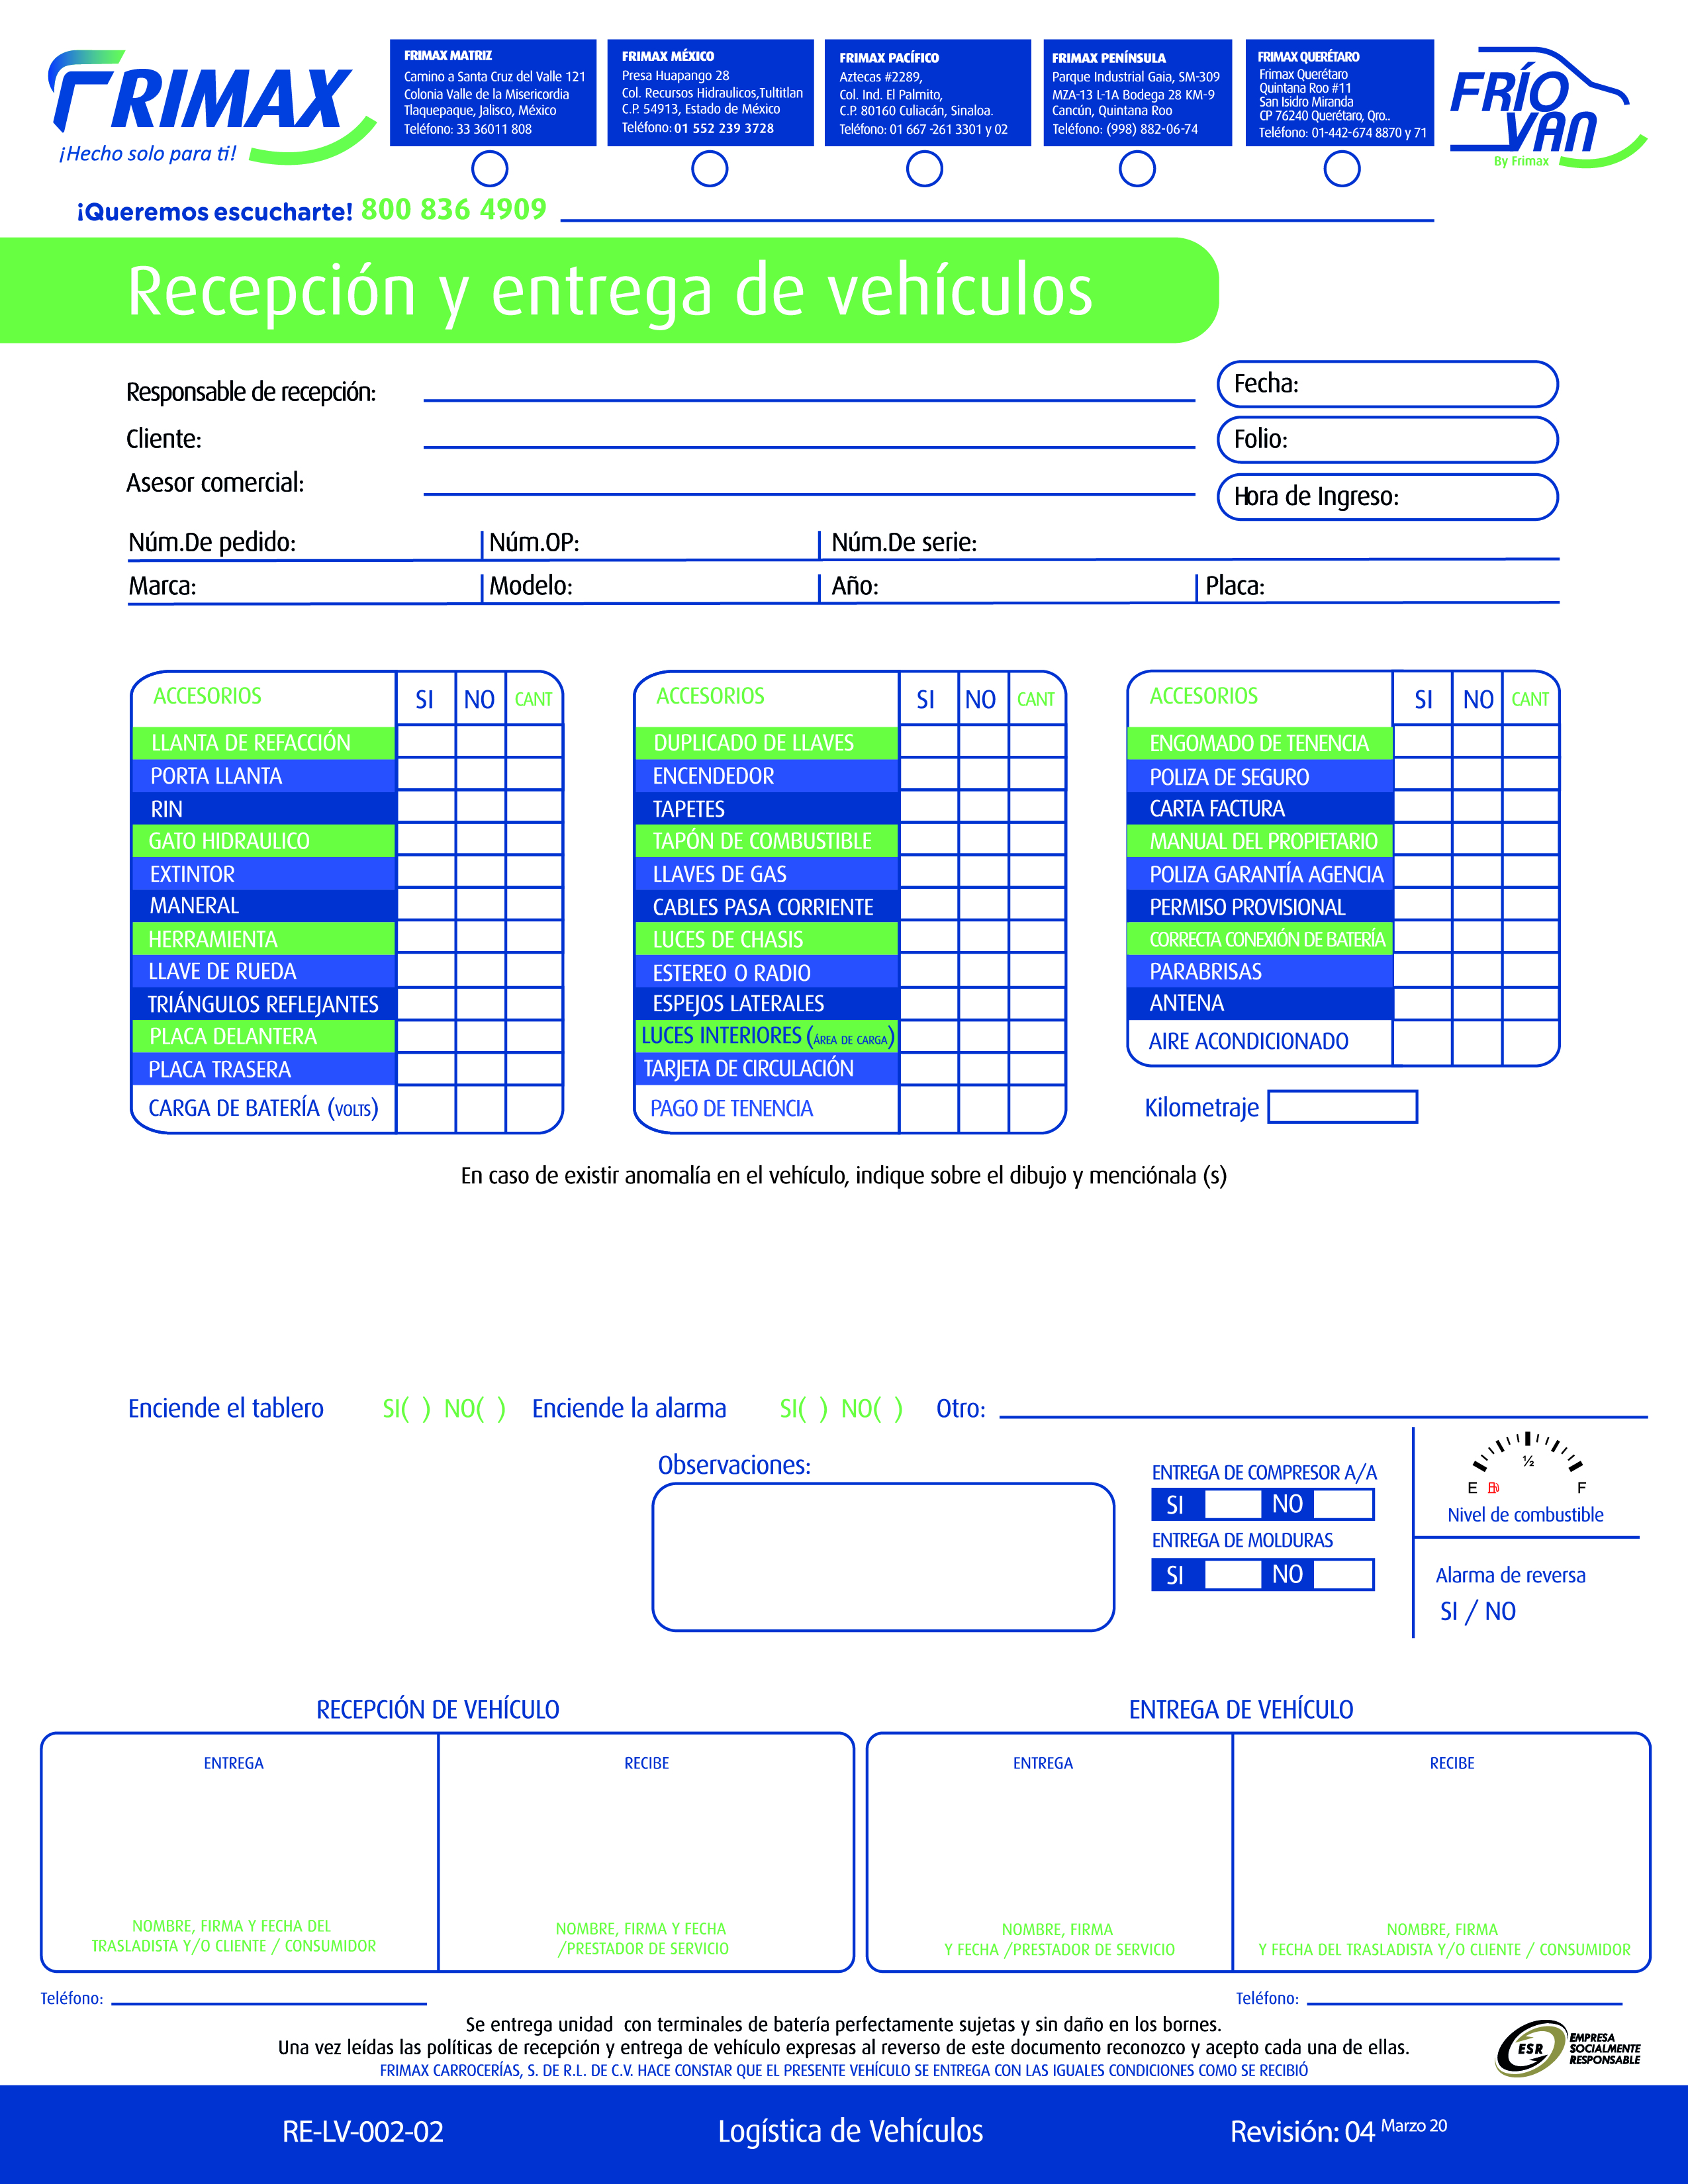 FRIMAX
¡Hecho solo para ti!
FRIMAX MATRIZ
Camino a Santa Cruz del Valle 121
Colonia Valle de la Misericordia
Tlaquepaque, Jalisco, México
Teléfono: 33 36011 808
FRIMAX MÉXICO
Presa Huapango 28
Col. Recursos Hidraulicos,Tultitlan
C.P. 54913, Estado de México
Teléfono: 01 552 239 3728
FRIMAX PACÍFICO
Aztecas #2289,
Col. Ind. El Palmito,
C.P. 80160 Culiacán, Sinaloa.
Teléfono: 01 667 -261 3301 y 02
FRIMAX PENÍNSULA
Parque Industrial Gaia, SM-309
MZA-13 L-1A Bodega 28 KM-9
Cancún, Quintana Roo
Teléfono: (998) 882-06-74
FRIMAX QUERÉTARO
Frimax Querétaro
Quintana Roo #11
San Isidro Miranda
CP 76240 Querétaro, Qro..
Teléfono: 01-442-674 8870 y 71
FRÍO
VAN
By Frimax
¡Queremos escucharte! 800 836 4909
Recepción y entrega de vehículos
Responsable de recepción:
Cliente:
Asesor comercial:
Fecha:
Folio:
Hora de Ingreso:
Núm.De pedido: Núm.OP: Núm.De serie:
Marca: Modelo: Año: Placa:
ACCESORIOS SI NO CANT
LLANTA DE REFACCIÓN
PORTA LLANTA
RIN
GATO HIDRAULICO
EXTINTOR
MANERAL
HERRAMIENTA
LLAVE DE RUEDA
TRIÁNGULOS REFLEJANTES
PLACA DELANTERA
PLACA TRASERA
CARGA DE BATERÍA (VOLTS)
ACCESORIOS SI NO CANT
DUPLICADO DE LLAVES
ENCENDEDOR
TAPETES
TAPÓN DE COMBUSTIBLE
LLAVES DE GAS
CABLES PASA CORRIENTE
LUCES DE CHASIS
ESTEREO O RADIO
ESPEJOS LATERALES
LUCES INTERIORES (ÁREA DE CARGA)
TARJETA DE CIRCULACIÓN
PAGO DE TENENCIA
ACCESORIOS SI NO CANT
ENGOMADO DE TENENCIA
POLIZA DE SEGURO
CARTA FACTURA
MANUAL DEL PROPIETARIO
POLIZA GARANTÍA AGENCIA
PERMISO PROVISIONAL
CORRECTA CONEXIÓN DE BATERÍA
PARABRISAS
ANTENA
AIRE ACONDICIONADO
Kilometraje
En caso de existir anomalía en el vehículo, indique sobre el dibujo y menciónala (s)
Enciende el tablero SI( ) NO( ) Enciende la alarma SI( ) NO( ) Otro:
Observaciones:
ENTREGA DE COMPRESOR A/A
SI NO
ENTREGA DE MOLDURAS
SI NO
½
E F
Nivel de combustible
Alarma de reversa
SI / NO
RECEPCIÓN DE VEHÍCULO
ENTREGA
NOMBRE, FIRMA Y FECHA DEL
TRASLADISTA Y/O CLIENTE / CONSUMIDOR
RECIBE
NOMBRE, FIRMA Y FECHA
/PRESTADOR DE SERVICIO
ENTREGA DE VEHÍCULO
ENTREGA
NOMBRE, FIRMA
Y FECHA /PRESTADOR DE SERVICIO
RECIBE
NOMBRE, FIRMA
Y FECHA DEL TRASLADISTA Y/O CLIENTE / CONSUMIDOR
Teléfono: Teléfono:
Se entrega unidad con terminales de batería perfectamente sujetas y sin daño en los bornes.
Una vez leídas las políticas de recepción y entrega de vehículo expresas al reverso de este documento reconozco y acepto cada una de ellas.
FRIMAX CARROCERÍAS, S. DE R.L. DE C.V. HACE CONSTAR QUE EL PRESENTE VEHÍCULO SE ENTREGA CON LAS IGUALES CONDICIONES COMO SE RECIBIÓ
ESR
EMPRESA
SOCIALMENTE
RESPONSABLE
RE-LV-002-02 Logística de Vehículos Revisión: 04 Marzo 20